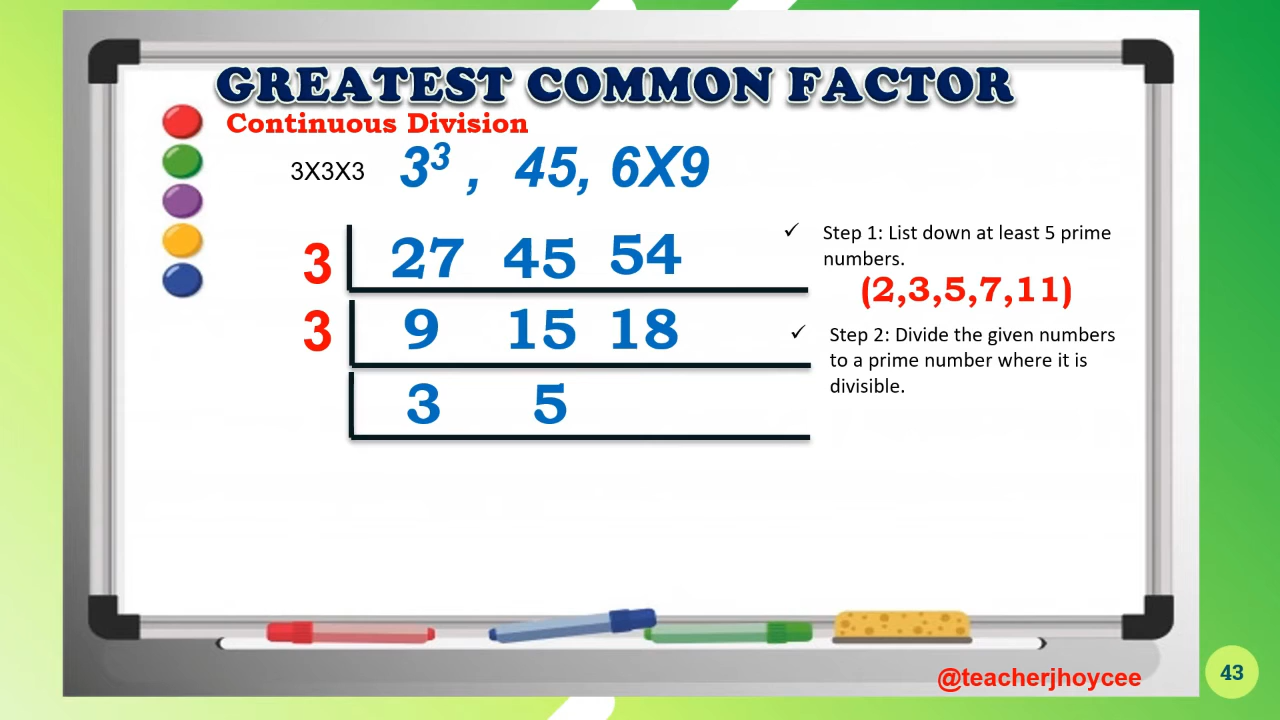 GREATEST COMMON FACTOR
Continuous Division
3X3X3 3³ , 45, 6X9
3 27 45 54
3 9 15 18
3 5
✓ Step 1: List down at least 5 prime
numbers.
(2,3,5,7,11)
✓ Step 2: Divide the given numbers
to a prime number where it is
divisible.
@teacherjhoycee
43